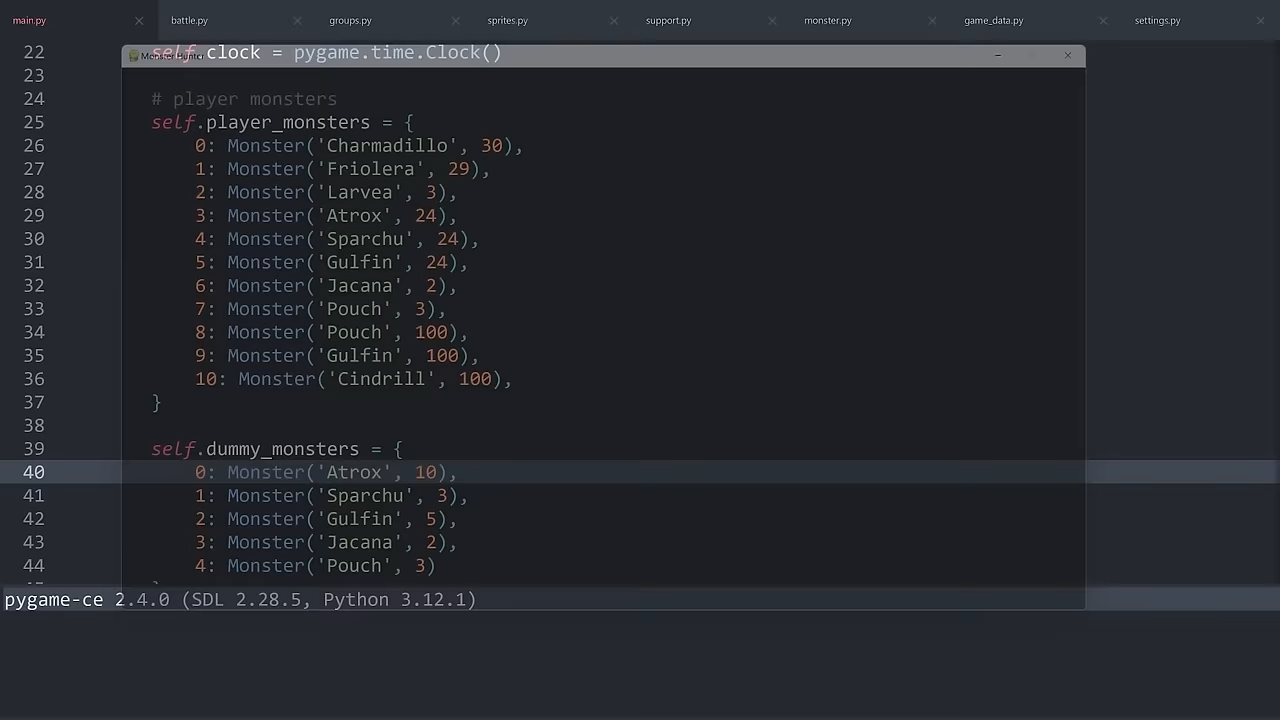 main.py battle.py groups.py sprites.py support.py monster.py game_data.py settings.py
22 self.clock = pygame.time.Clock()
Monster Hunter
23
24 # player monsters
25 self.player_monsters = {
26 0: Monster('Charmadillo', 30),
27 1: Monster('Friolera', 29),
28 2: Monster('Larvea', 3),
29 3: Monster('Atrox', 24),
30 4: Monster('Sparchu', 24),
31 5: Monster('Gulfin', 24),
32 6: Monster('Jacana', 2),
33 7: Monster('Pouch', 3),
34 8: Monster('Pouch', 100),
35 9: Monster('Gulfin', 100),
36 10: Monster('Cindrill', 100),
37 }
38
39 self.dummy_monsters = {
40 0: Monster('Atrox', 10),
41 1: Monster('Sparchu', 3),
42 2: Monster('Gulfin', 5),
43 3: Monster('Jacana', 2),
44 4: Monster('Pouch', 3)
pygame-ce 2.4.0 (SDL 2.28.5, Python 3.12.1)